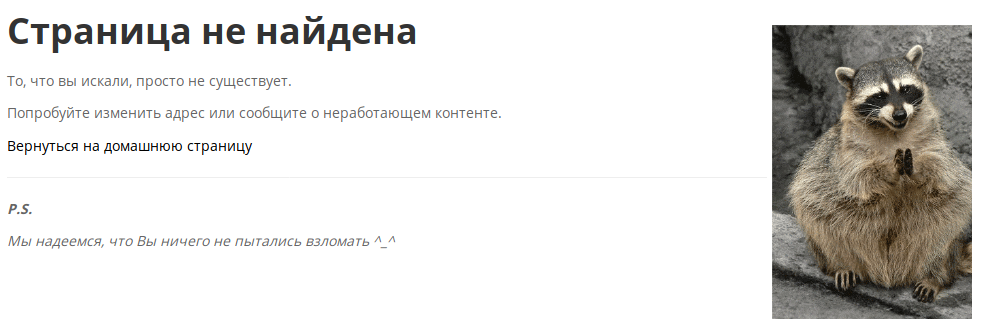 Страница не найдена
То, что вы искали, просто не существует.
Попробуйте изменить адрес или сообщите о неработающем контенте.
Вернуться на домашнюю страницу
P.S.
Мы надеемся, что Вы ничего не пытались взломать ^_^